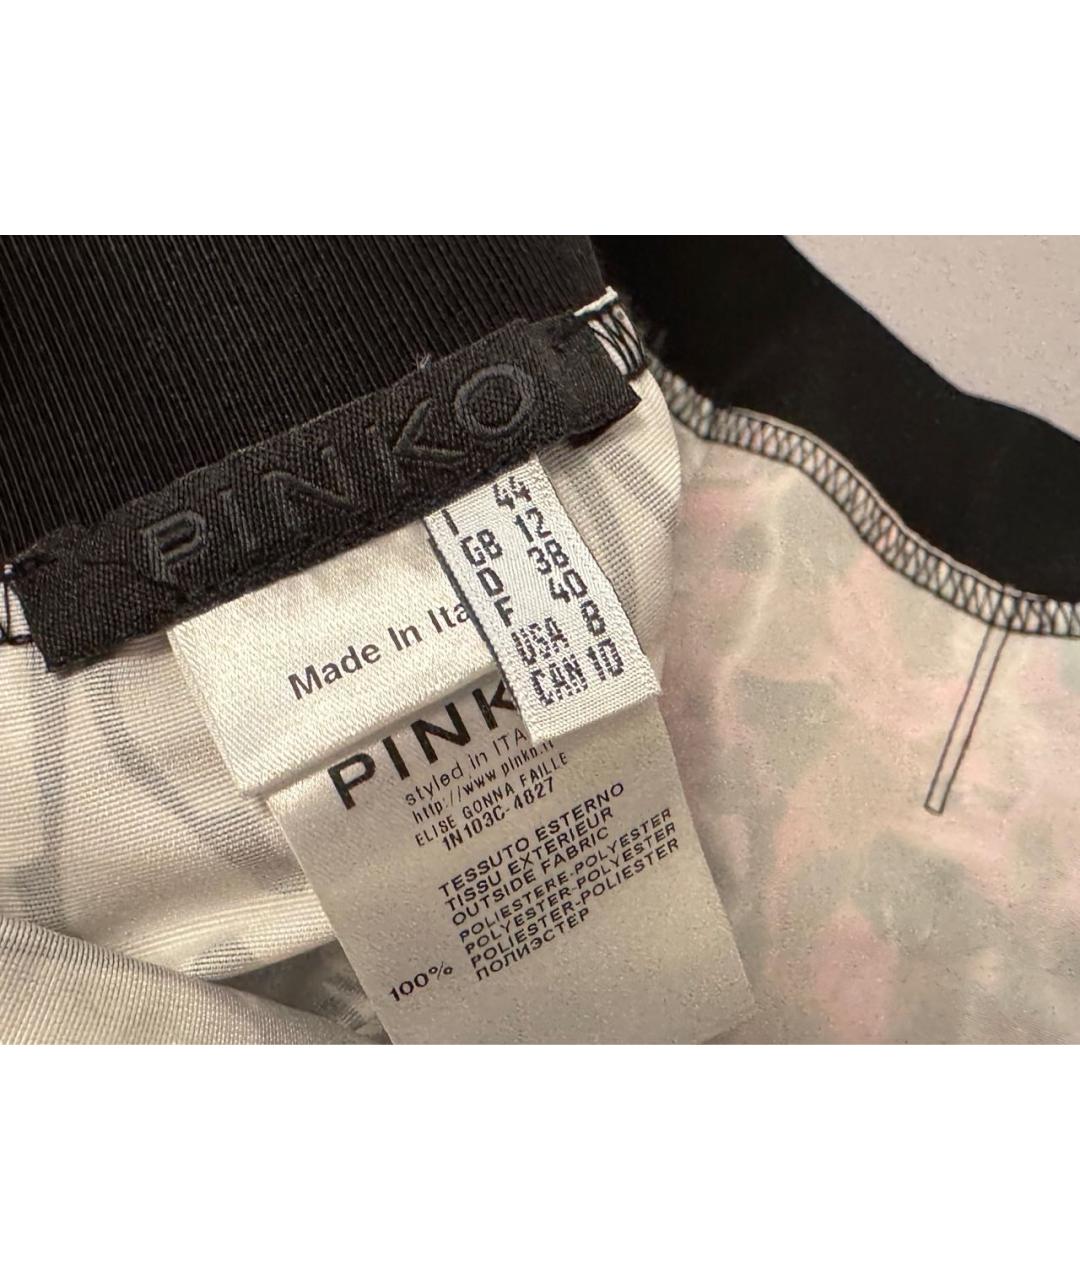 PINKO
I 44
GB 12
D 38
F 40
USA 8
CAN 10
Made In Ita
PINK
styled in ITA
http://www.pinko.it
ELISE GONNA FAILLE
1N103C-4827
TESSUTO ESTERNO
TISSU EXTERIEUR
OUTSIDE FABRIC
POLIESTERE-POLYESTER
POLYESTER-POLYESTER
POLIESTER-POLIESTER
100% ПОЛИЭСТЕР